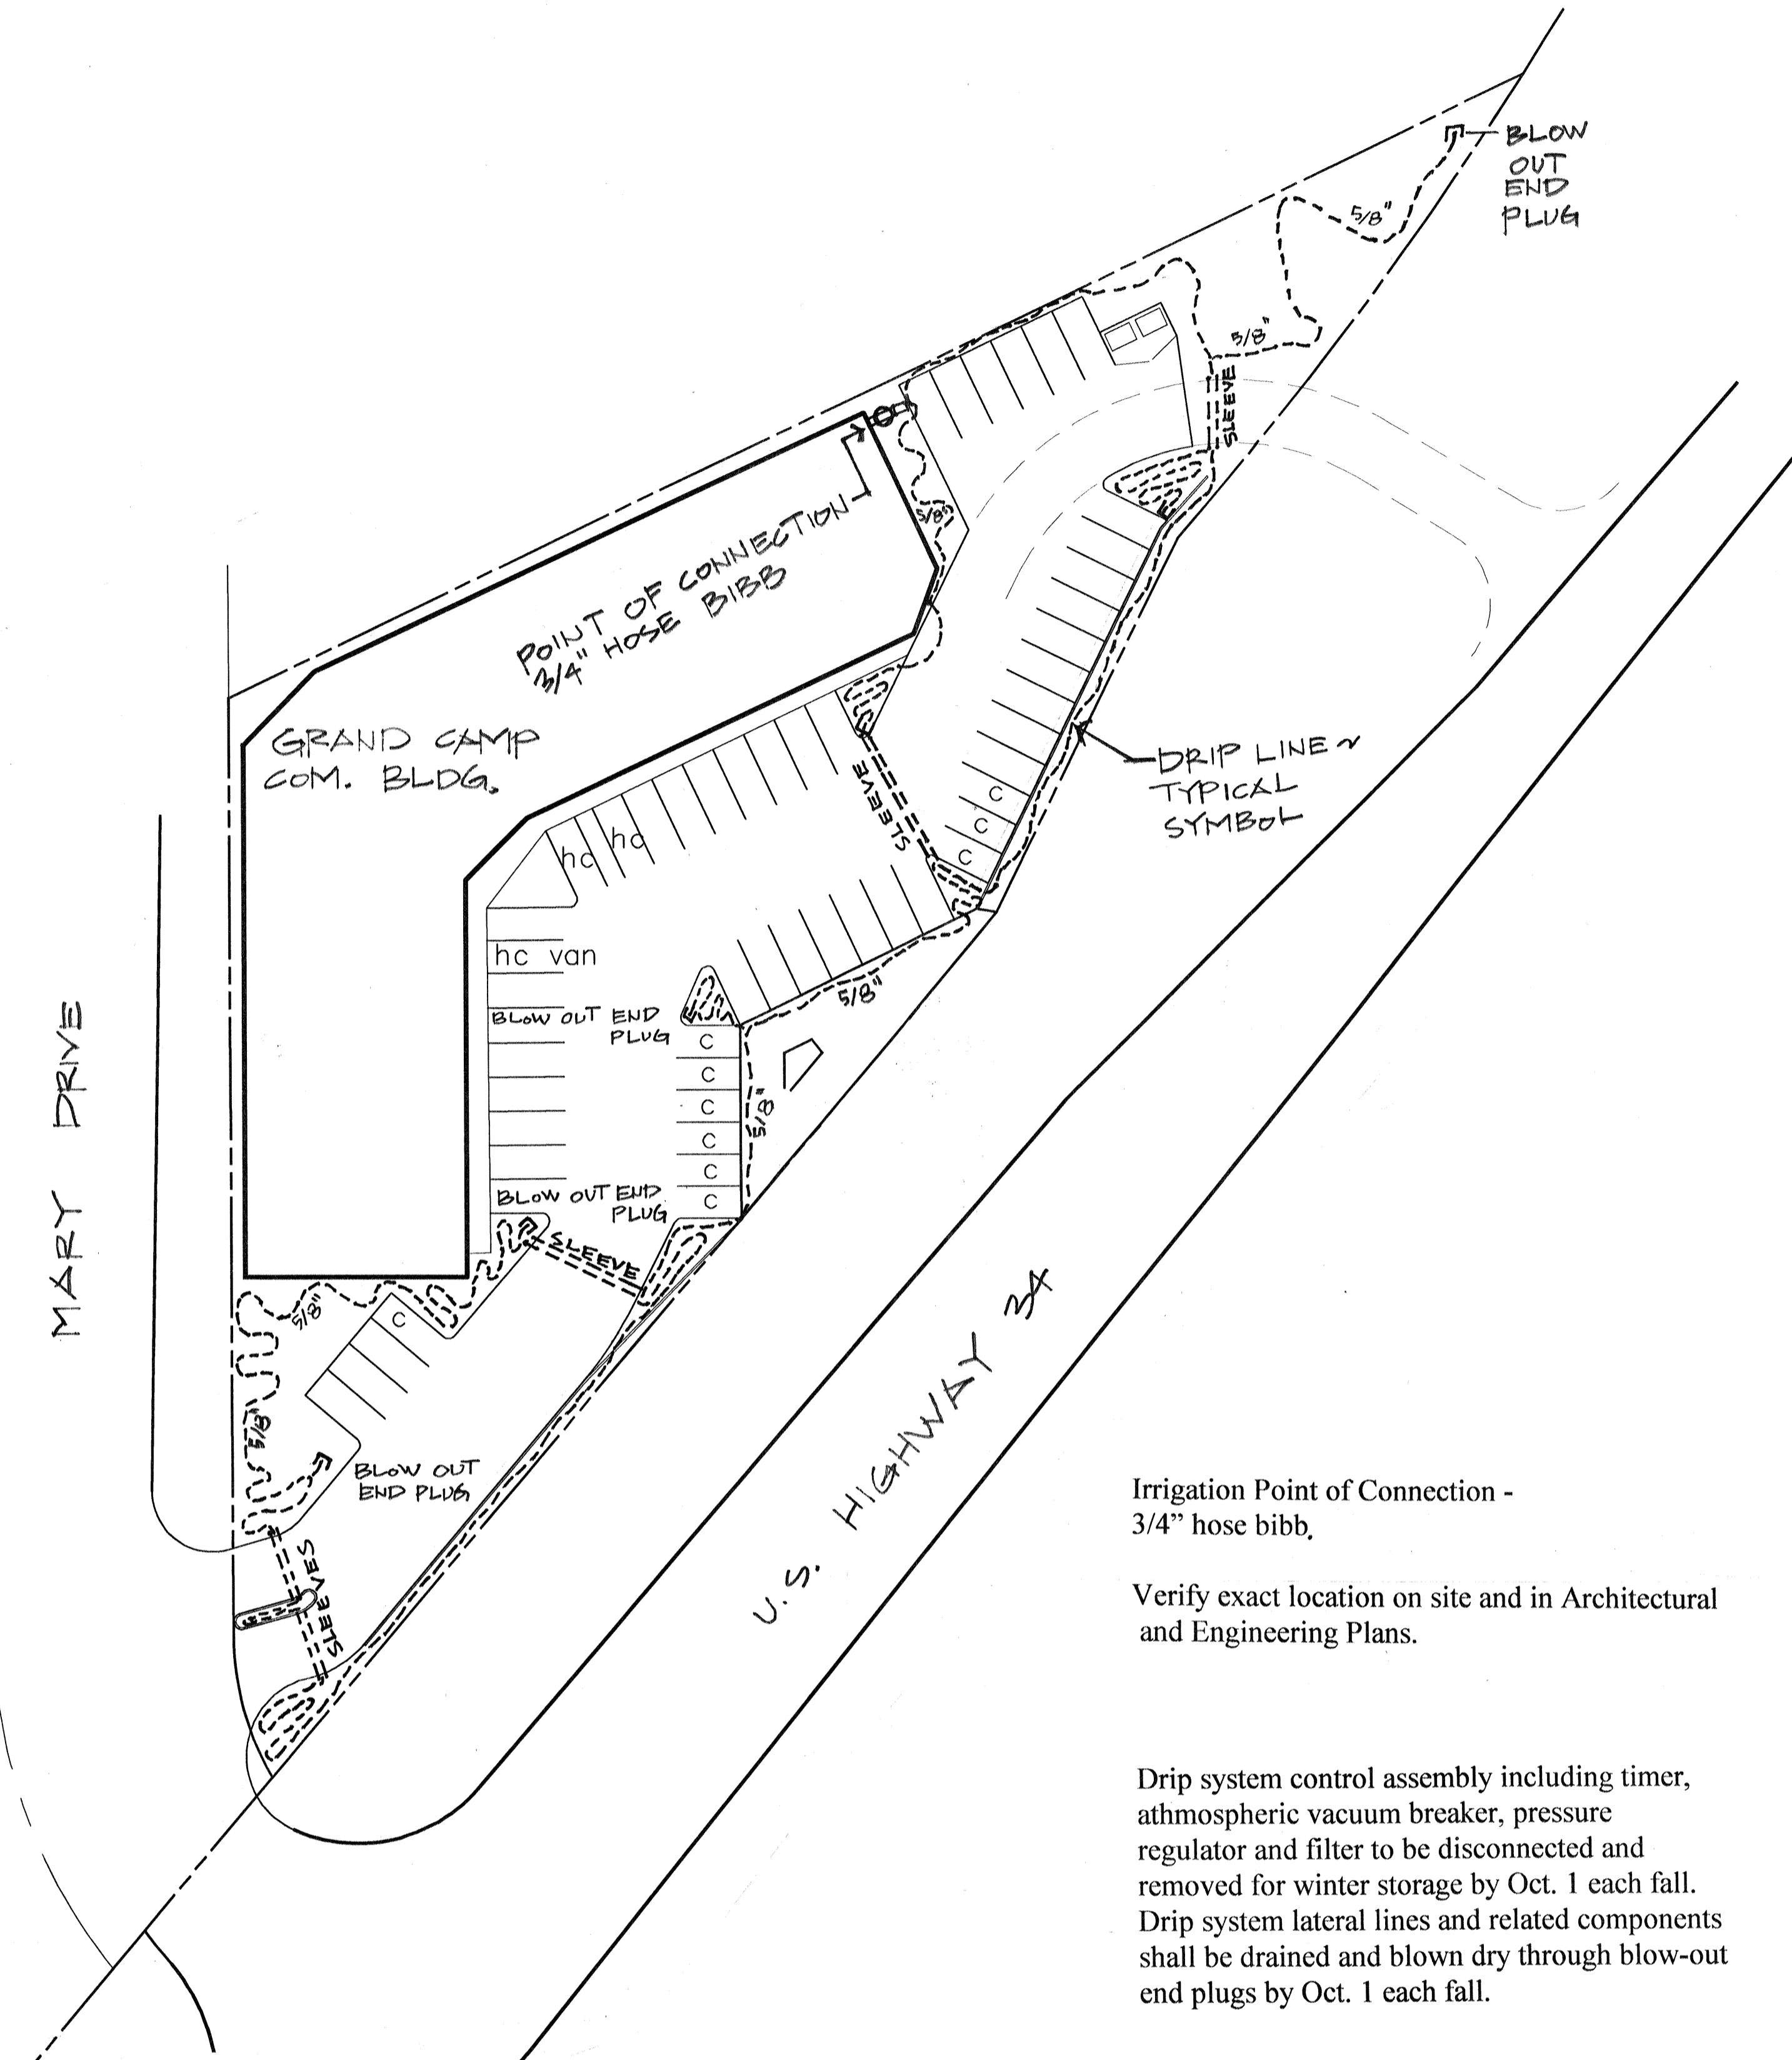 BLOW
OUT
END
PLUG
5/8"
5/8"
SLEEVE
5/8"
POINT OF CONNECTION
3/4" HOSE BIBB
GRAND CAMP
COM. BLDG.
DRIP LINE ~
TYPICAL
SYMBOL
SLEEVE
c
c
c
hc
hc
hc van
5/8"
BLOW OUT END
PLUG
c
c
c
c
c
c
5/8"
BLOW OUT END
PLUG
SLEEVE
MARY DRIVE
5/8"
c
5/8"
BLOW OUT
END PLUG
SLEEVES
U.S. HIGHWAY 34
Irrigation Point of Connection -
3/4” hose bibb.
Verify exact location on site and in Architectural
and Engineering Plans.
Drip system control assembly including timer,
athmospheric vacuum breaker, pressure
regulator and filter to be disconnected and
removed for winter storage by Oct. 1 each fall.
Drip system lateral lines and related components
shall be drained and blown dry through blow-out
end plugs by Oct. 1 each fall.